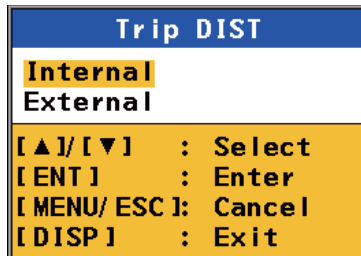 Trip DIST
Internal
External
[▲]/[▼] : Select
[ENT] : Enter
[MENU/ESC]: Cancel
[DISP] : Exit